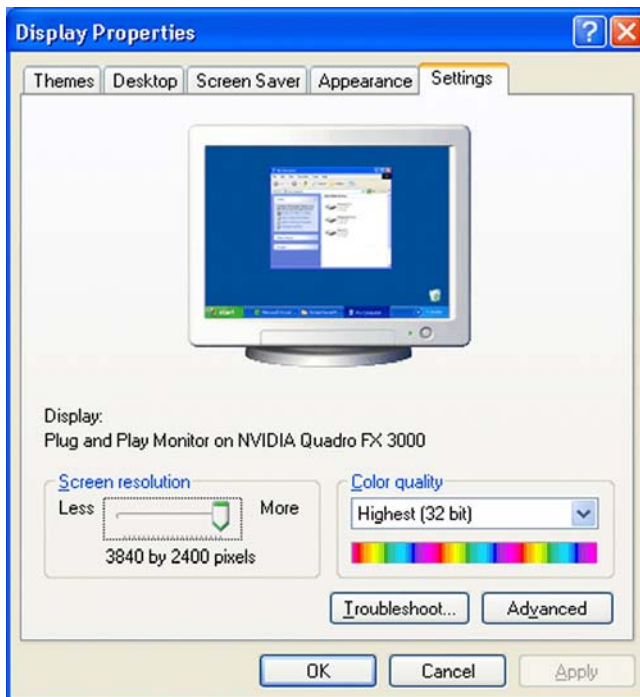 Display Properties
Themes Desktop Screen Saver Appearance Settings
start
Display:
Plug and Play Monitor on NVIDIA Quadro FX 3000
Screen resolution
Less More
3840 by 2400 pixels
Color quality
Highest (32 bit)
Troubleshoot... Advanced
OK Cancel Apply